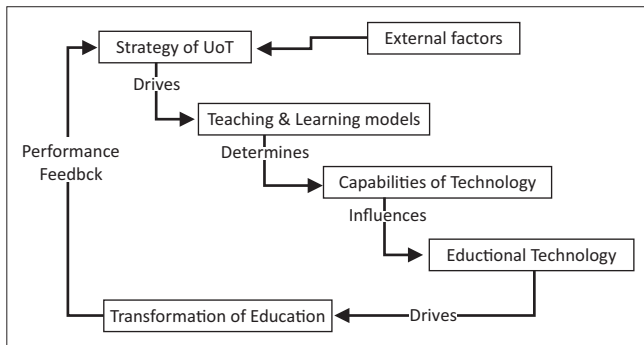 Strategy of UoT
External factors
Drives
Teaching & Learning models
Determines
Performance
Feedbck
Capabilities of Technology
Influences
Eductional Technology
Transformation of Education
Drives